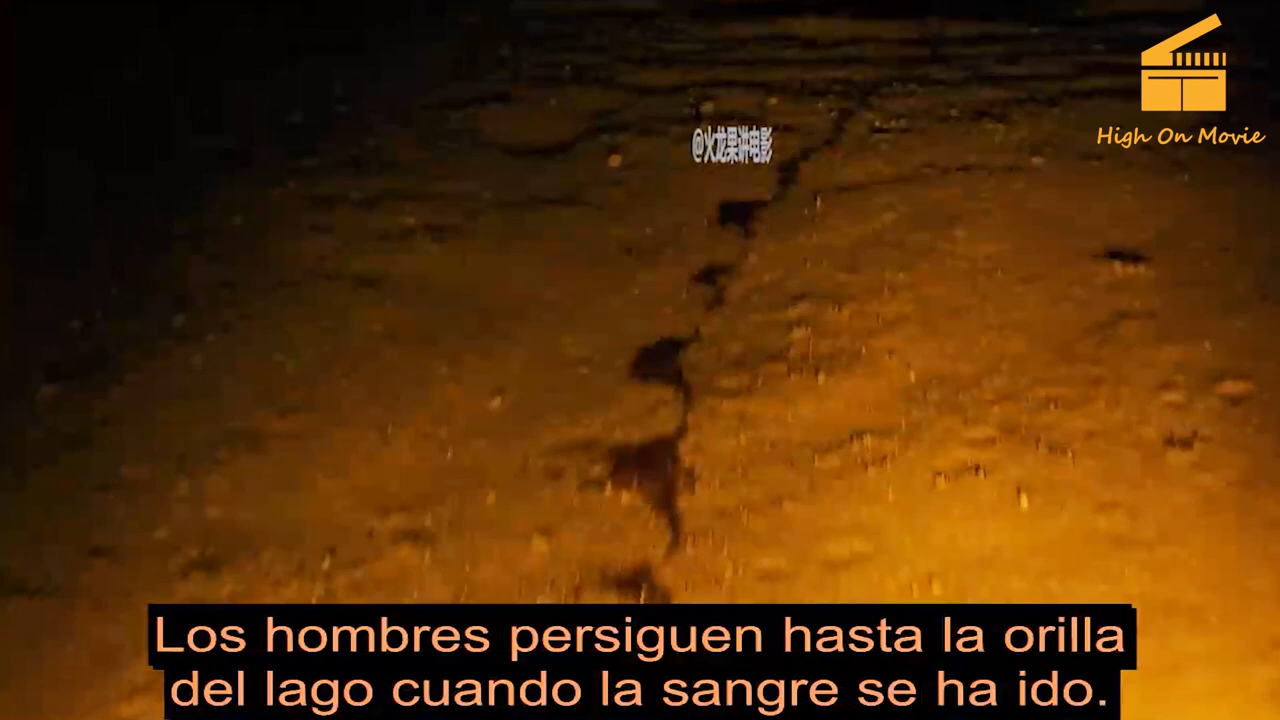 High On Movie
@火龙果讲电影
Los hombres persiguen hasta la orilla
del lago cuando la sangre se ha ido.